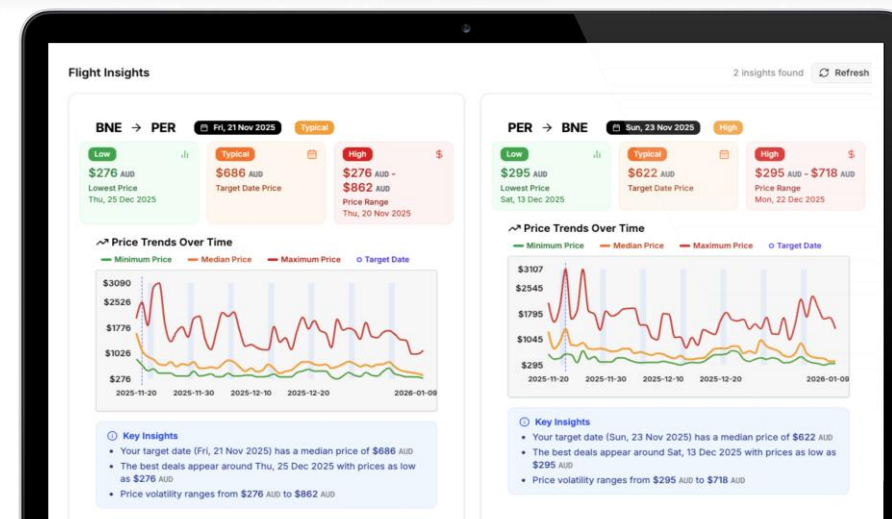 Flight Insights
2 insights found
Refresh
BNE → PER
Fri, 21 Nov 2025
Typical
Low
$276 AUD
Lowest Price
Thu, 25 Dec 2025
Typical
$686 AUD
Target Date Price
High
$
$276 AUD -
$862 AUD
Price Range
Thu, 20 Nov 2025
Price Trends Over Time
Minimum Price
Median Price
Maximum Price
Target Date
$3090
$2526
$1776
$1026
$276
2025-11-20
2025-11-30
2025-12-10
2025-12-20
2026-01-09
Key Insights
• Your target date (Fri, 21 Nov 2025) has a median price of $686 AUD
• The best deals appear around Thu, 25 Dec 2025 with prices as low
as $276 AUD
• Price volatility ranges from $276 AUD to $862 AUD
PER → BNE
Sun, 23 Nov 2025
High
Low
$295 AUD
Lowest Price
Sat, 13 Dec 2025
Typical
$622 AUD
Target Date Price
High
$
$295 AUD - $718 AUD
Price Range
Mon, 22 Dec 2025
Price Trends Over Time
Minimum Price
Median Price
Maximum Price
Target Date
$3107
$2545
$1795
$1045
$295
2025-11-20
2025-11-30
2025-12-10
2025-12-20
2026-01-09
Key Insights
• Your target date (Sun, 23 Nov 2025) has a median price of $622 AUD
• The best deals appear around Sat, 13 Dec 2025 with prices as low as
$295 AUD
• Price volatility ranges from $295 AUD to $718 AUD